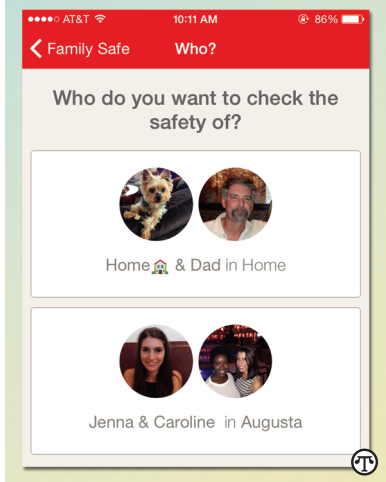 ●●●●○ AT&T 10:11 AM 86%
Family Safe Who?
Who do you want to check the
safety of?
Home🏠 & Dad in Home
Jenna & Caroline in Augusta